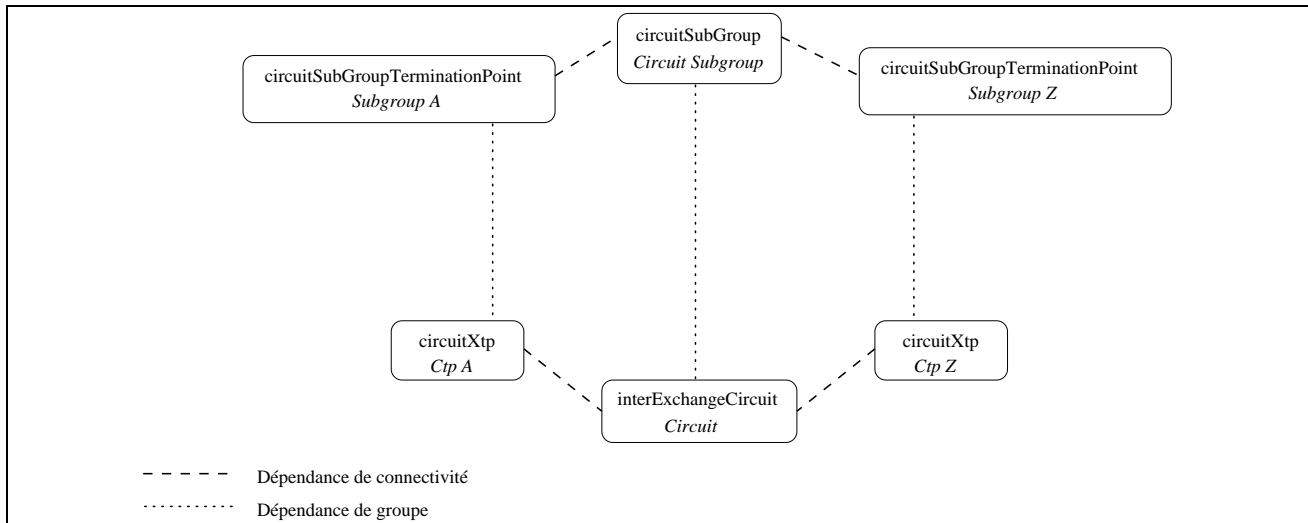 circuitSubGroup
Circuit Subgroup
circuitSubGroupTerminationPoint
Subgroup A
circuitSubGroupTerminationPoint
Subgroup Z
circuitXtp
Ctp A
circuitXtp
Ctp Z
interExchangeCircuit
Circuit
Dépendance de connectivité
Dépendance de groupe